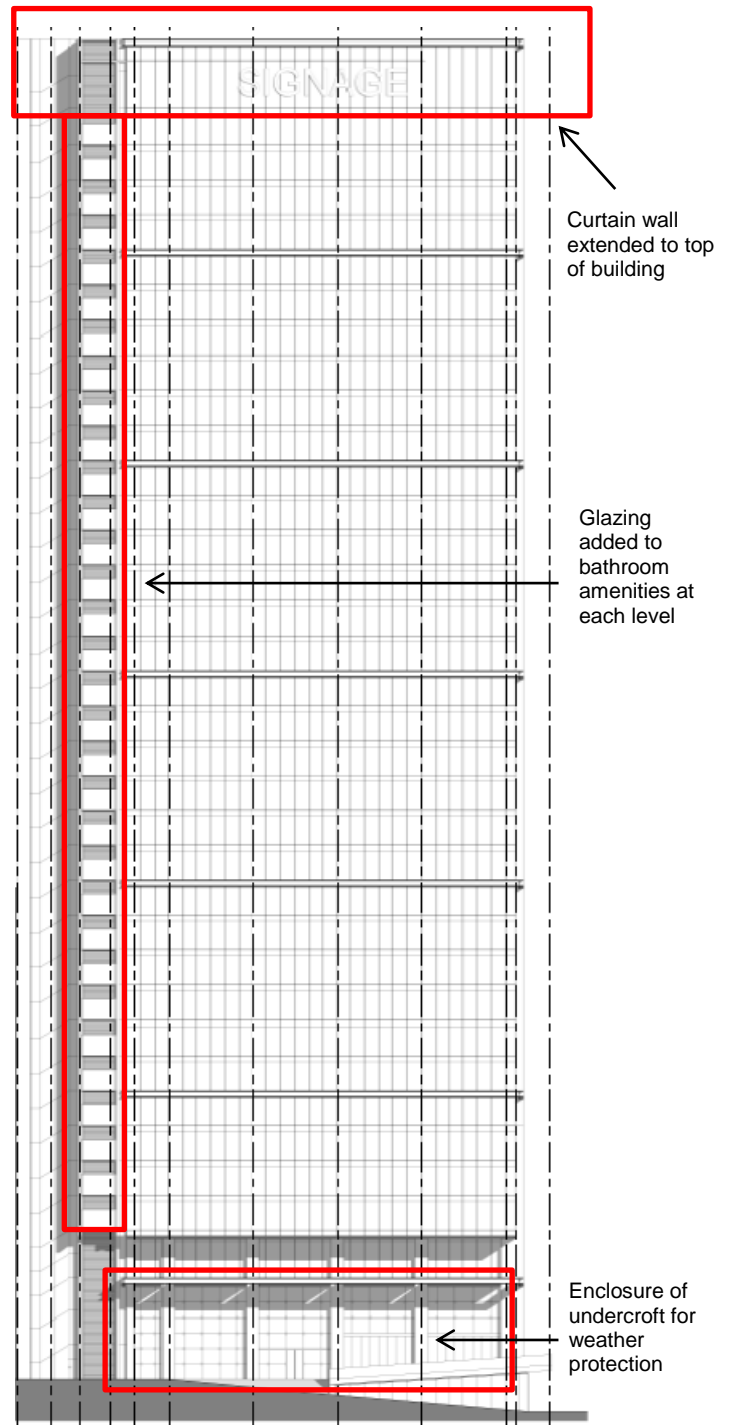 SIGNAGE
Curtain wall
extended to top
of building
Glazing
added to
bathroom
amenities at
each level
Enclosure of
undercroft for
weather
protection